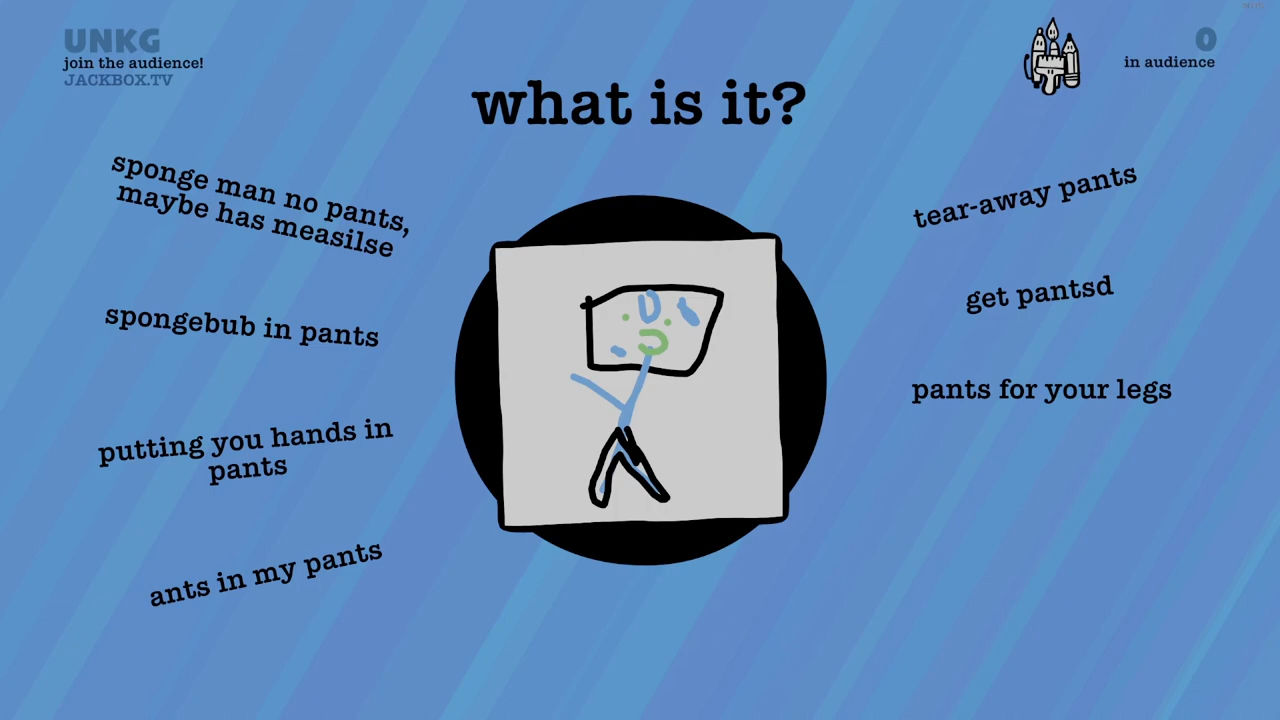 UNKG
join the audience!
JACKBOX.TV
0
in audience
what is it?
sponge man no pants,
maybe has measilse
spongebub in pants
putting you hands in
pants
ants in my pants
tear-away pants
get pantsd
pants for your legs